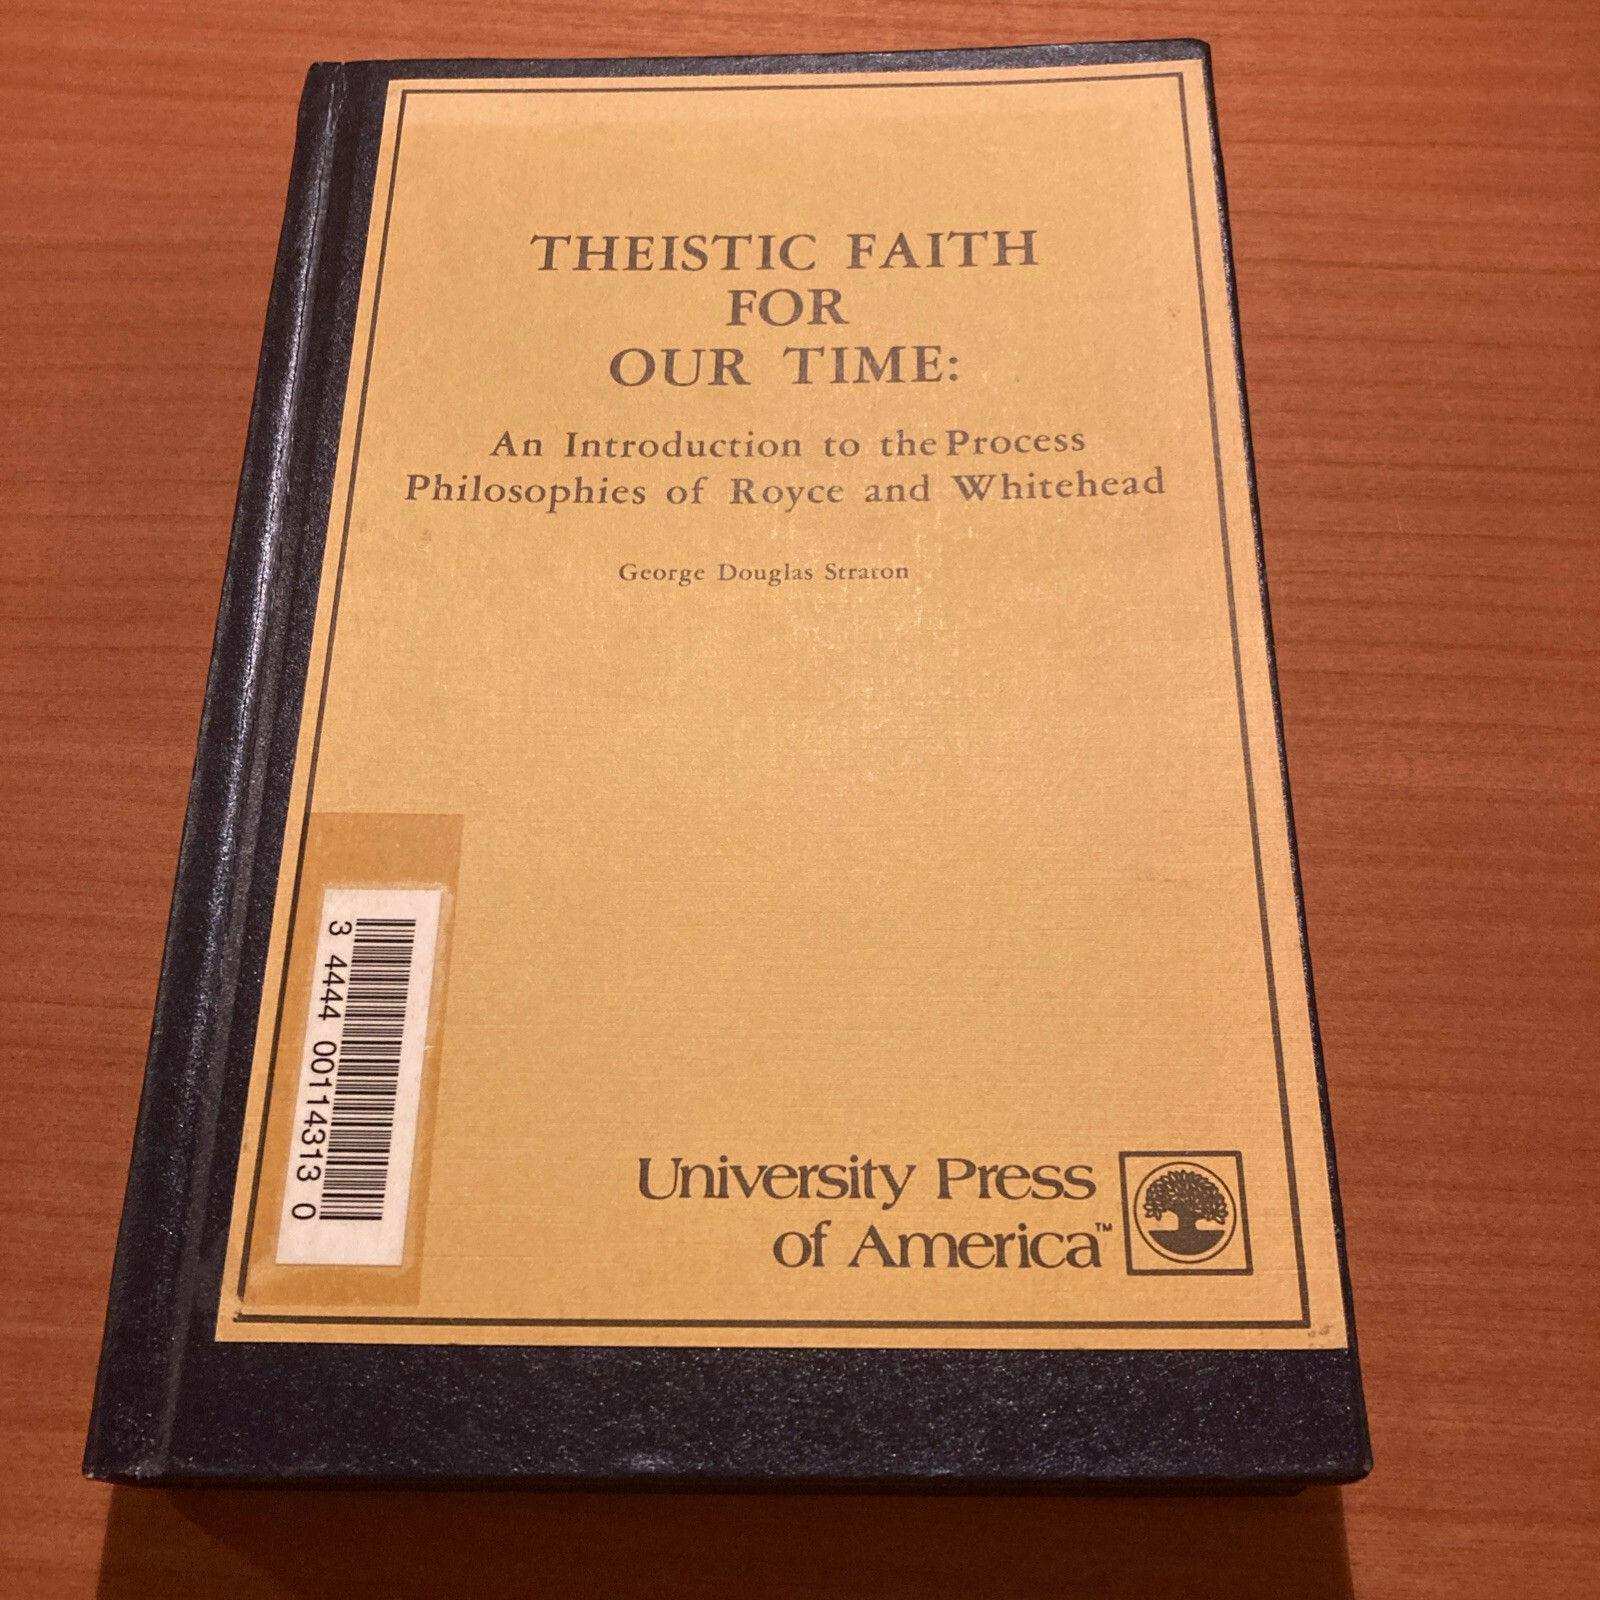 THEISTIC FAITH
FOR
OUR TIME:
An Introduction to the Process
Philosophies of Royce and Whitehead
George Douglas Straton
3 4444 00114313 0
University Press
of America™